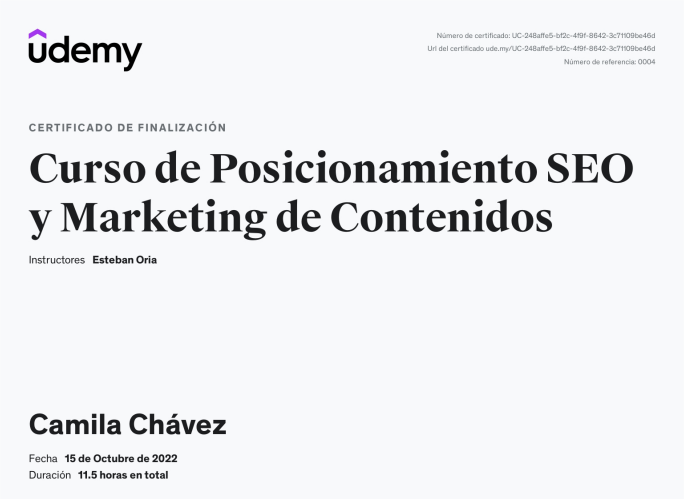 udemy
Número de certificado: UC-248affe5-bf2c-4f9f-8642-3c71109be46d
Url del certificado ude.my/UC-248affe5-bf2c-4f9f-8642-3c71109be46d
Número de referencia: 0004
CERTIFICADO DE FINALIZACIÓN
Curso de Posicionamiento SEO
y Marketing de Contenidos
Instructores Esteban Oria
Camila Chávez
Fecha 15 de Octubre de 2022
Duración 11.5 horas en total